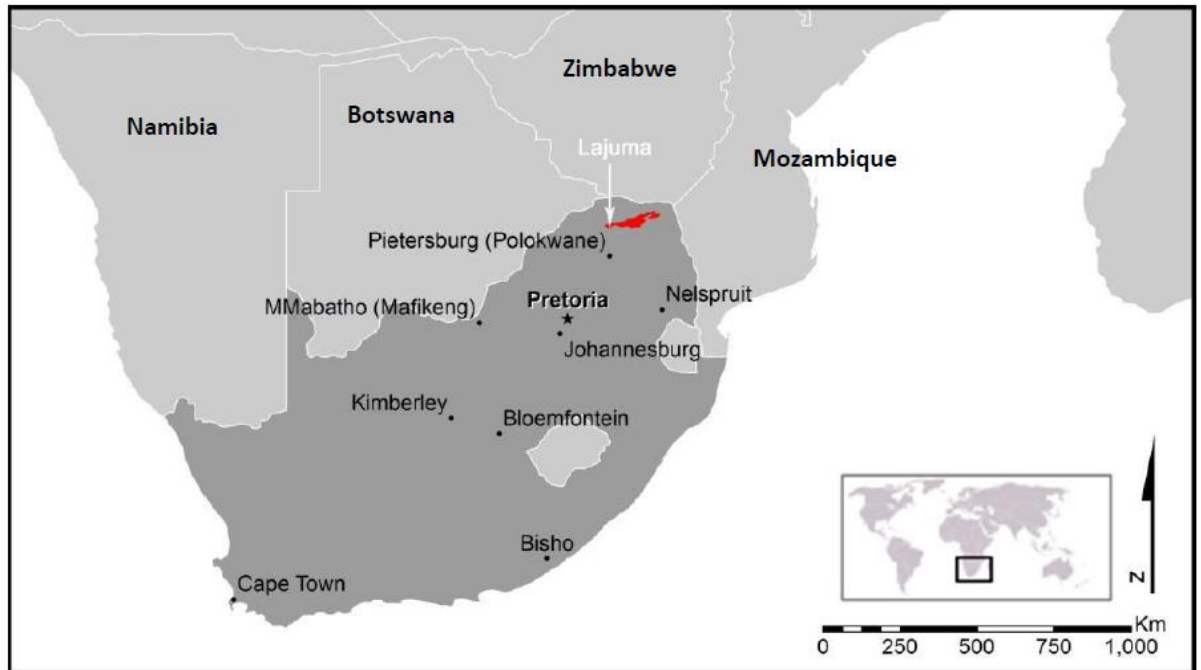 Zimbabwe
Botswana
Namibia
Lajuma
Mozambique
Pietersburg (Polokwane)
Nelspruit
Pretoria
MMabatho (Mafikeng)
Johannesburg
Kimberley
Bloemfontein
Bisho
Cape Town
N
Km
0 250 500 750 1,000